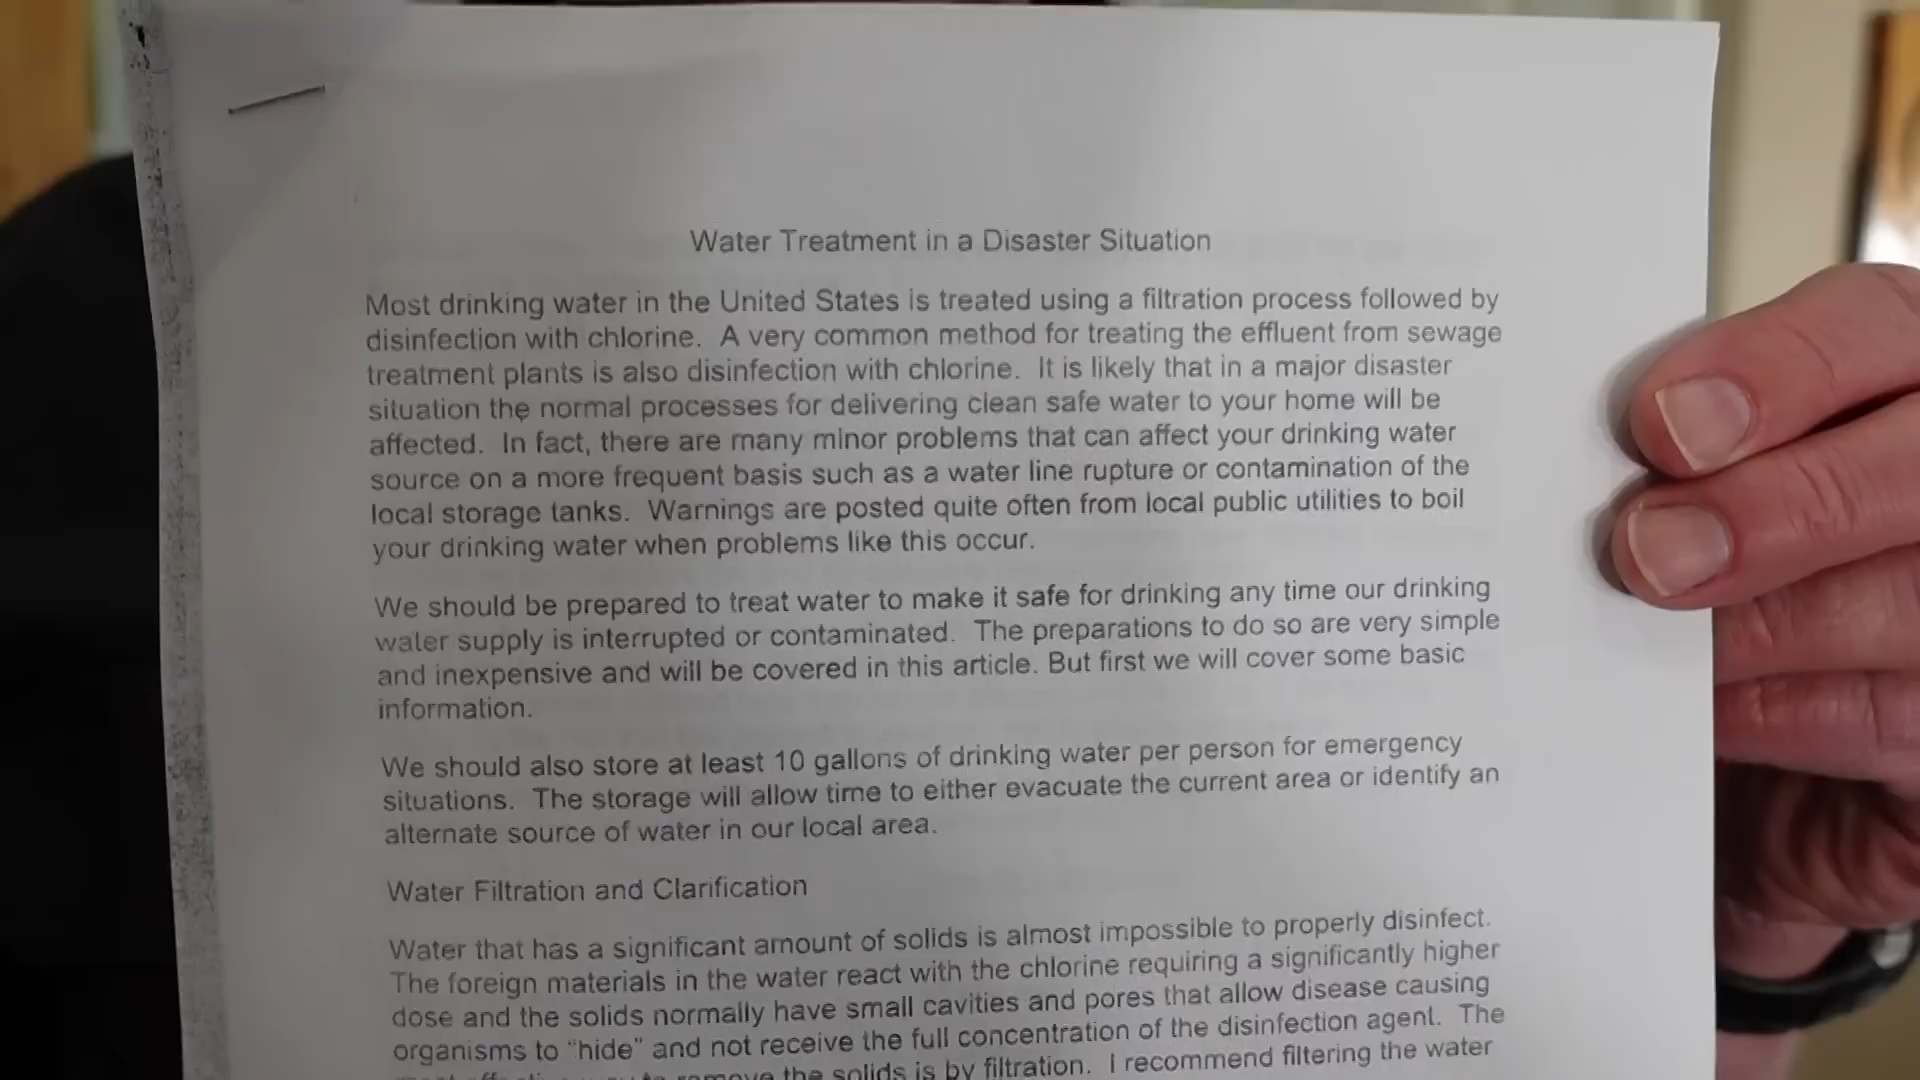 Water Treatment in a Disaster Situation
Most drinking water in the United States is treated using a filtration process followed by
disinfection with chlorine. A very common method for treating the effluent from sewage
treatment plants is also disinfection with chlorine. It is likely that in a major disaster
situation the normal processes for delivering clean safe water to your home will be
affected. In fact, there are many minor problems that can affect your drinking water
source on a more frequent basis such as a water line rupture or contamination of the
local storage tanks. Warnings are posted quite often from local public utilities to boil
your drinking water when problems like this occur.
We should be prepared to treat water to make it safe for drinking any time our drinking
water supply is interrupted or contaminated. The preparations to do so are very simple
and inexpensive and will be covered in this article. But first we will cover some basic
information.
We should also store at least 10 gallons of drinking water per person for emergency
situations. The storage will allow time to either evacuate the current area or identify an
alternate source of water in our local area.
Water Filtration and Clarification
Water that has a significant amount of solids is almost impossible to properly disinfect.
The foreign materials in the water react with the chlorine requiring a significantly higher
dose and the solids normally have small cavities and pores that allow disease causing
organisms to "hide" and not receive the full concentration of the disinfection agent. The
remove the solids is by filtration. I recommend filtering the water